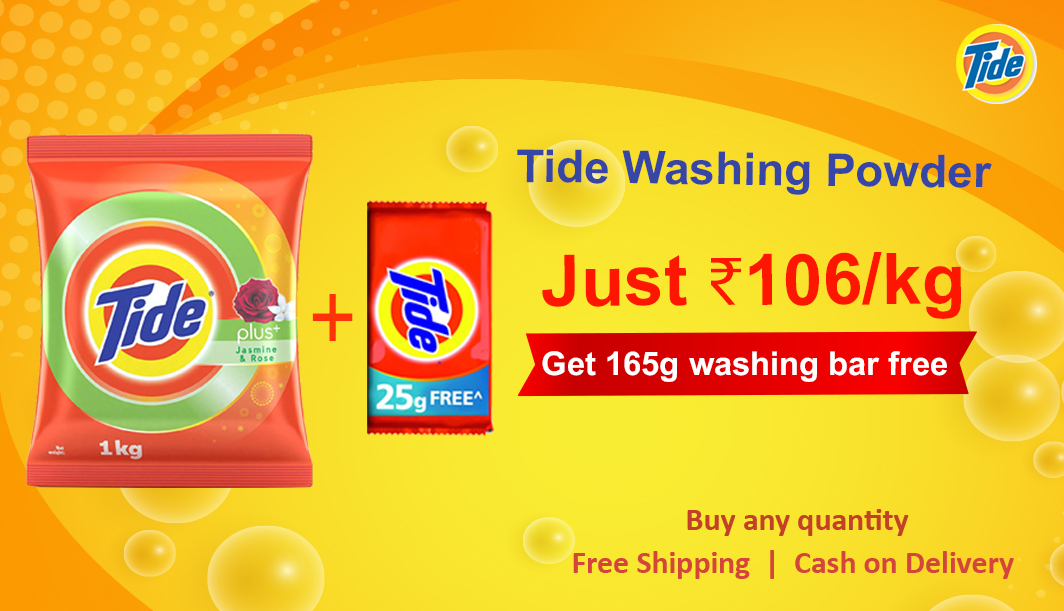 Tide
Tide Washing Powder
Just ₹106/kg
Get 165g washing bar free
Tide
plus+
Jasmine
& Rose
1kg
+
Tide
25g FREE^
Buy any quantity
Free Shipping | Cash on Delivery